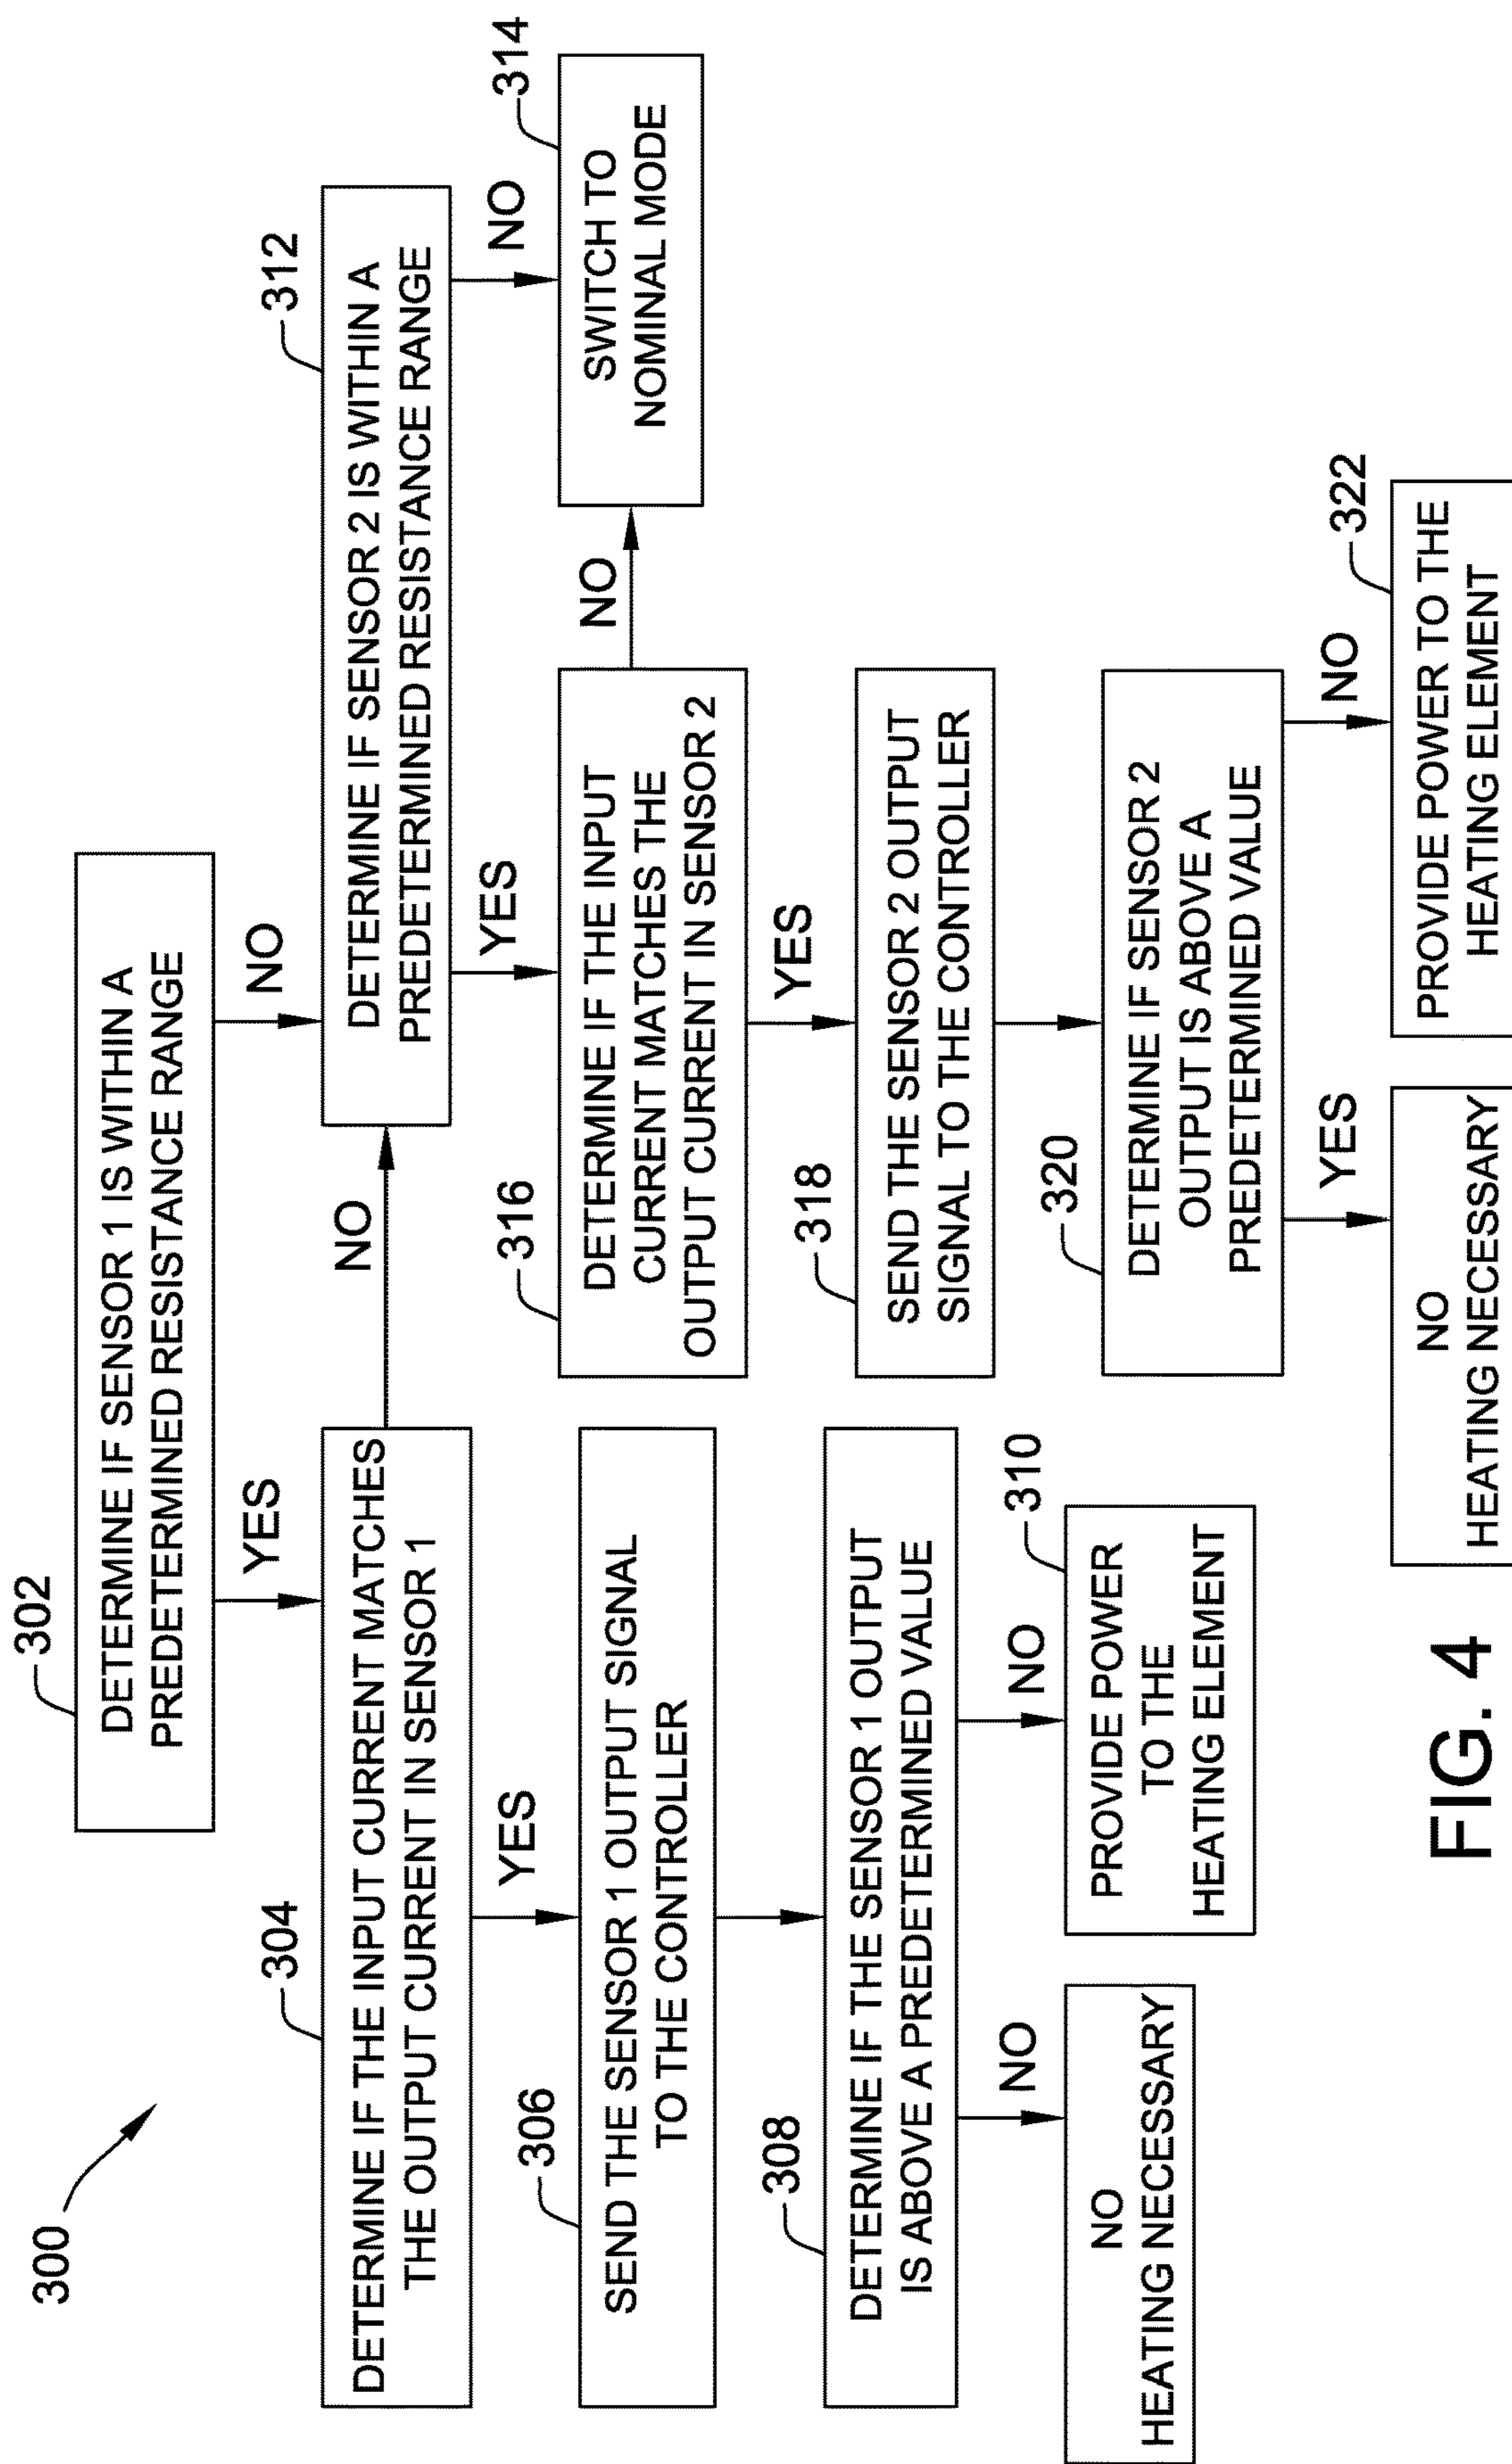 300
302
DETERMINE IF SENSOR 1 IS WITHIN A
PREDETERMINED RESISTANCE RANGE
YES
NO
304
DETERMINE IF THE INPUT CURRENT MATCHES
THE OUTPUT CURRENT IN SENSOR 1
NO
312
DETERMINE IF SENSOR 2 IS WITHIN A
PREDETERMINED RESISTANCE RANGE
YES
YES
NO
306
SEND THE SENSOR 1 OUTPUT SIGNAL
TO THE CONTROLLER
316
DETERMINE IF THE INPUT
CURRENT MATCHES THE
OUTPUT CURRENT IN SENSOR 2
NO
314
SWITCH TO
NOMINAL MODE
YES
308
DETERMINE IF THE SENSOR 1 OUTPUT
IS ABOVE A PREDETERMINED VALUE
318
SEND THE SENSOR 2 OUTPUT
SIGNAL TO THE CONTROLLER
NO
NO
310
NO
HEATING NECESSARY
PROVIDE POWER
TO THE
HEATING ELEMENT
320
DETERMINE IF SENSOR 2
OUTPUT IS ABOVE A
PREDETERMINED VALUE
YES
NO
322
NO
HEATING NECESSARY
PROVIDE POWER TO THE
HEATING ELEMENT
FIG. 4